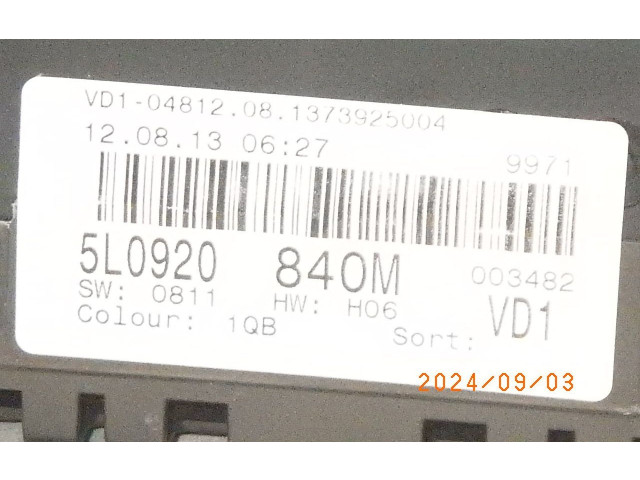 VD1-04812.08.1373925004
12.08.13 06:27 9971
5L0920 840M 003482
SW: 0811 HW: H06 VD1
Colour: 1QB Sort:
2024/09/03